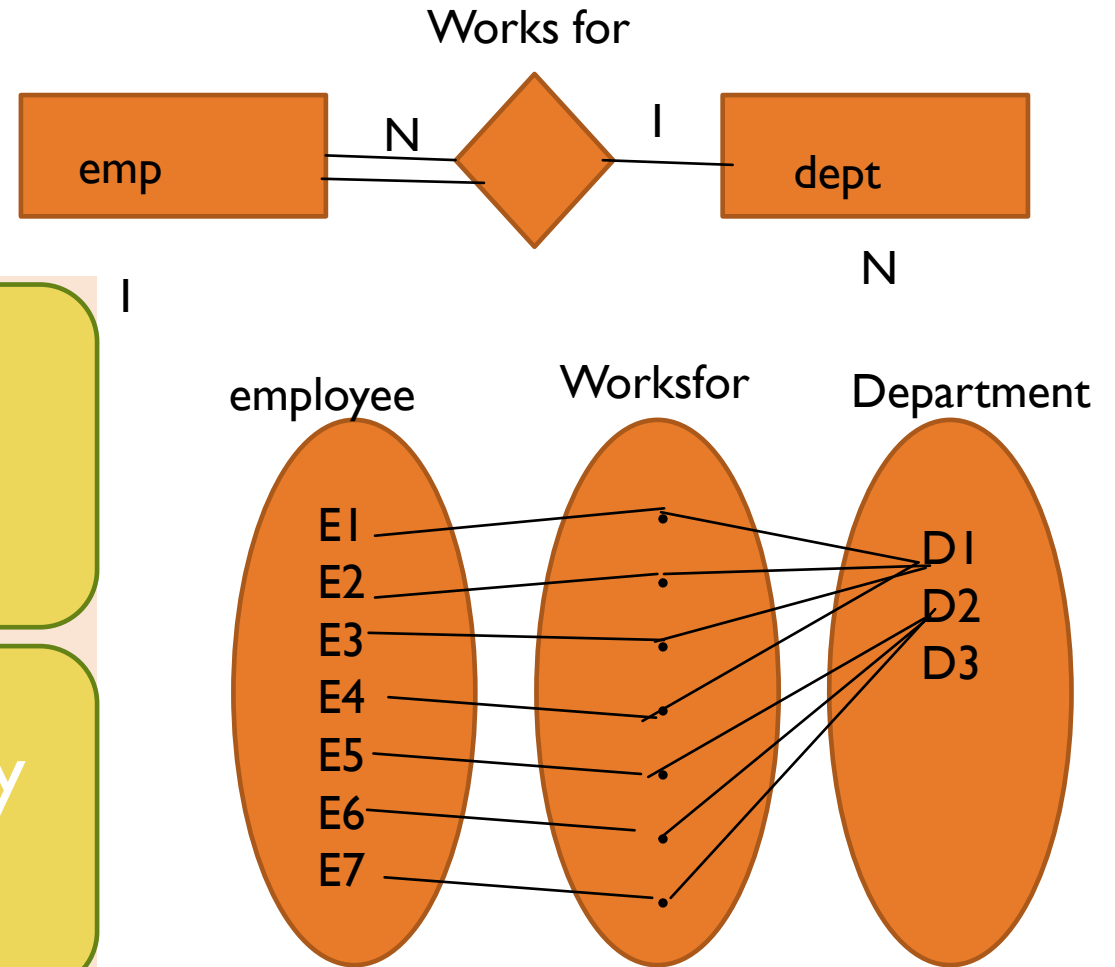 Works for
emp N 1 dept
N
1
employee Worksfor Department
E1
E2
E3
E4
E5
E6
E7
D1
D2
D3
y